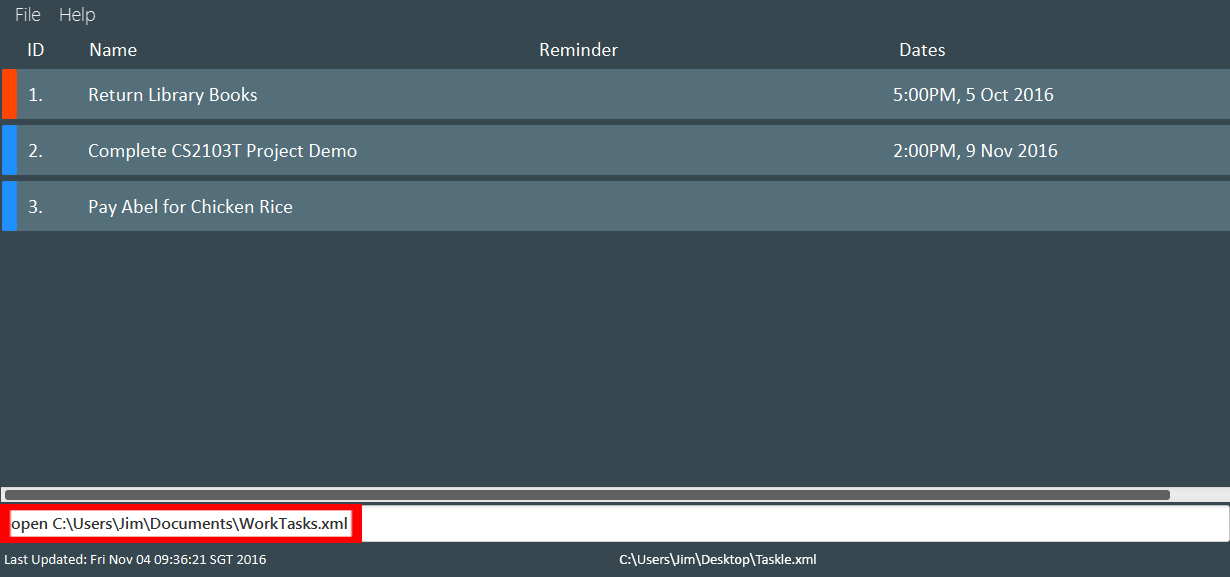 File Help
ID Name Reminder Dates
1. Return Library Books 5:00PM, 5 Oct 2016
2. Complete CS2103T Project Demo 2:00PM, 9 Nov 2016
3. Pay Abel for Chicken Rice
open C:\Users\Jim\Documents\WorkTasks.xml
Last Updated: Fri Nov 04 09:36:21 SGT 2016 C:\Users\Jim\Desktop\Taskle.xml